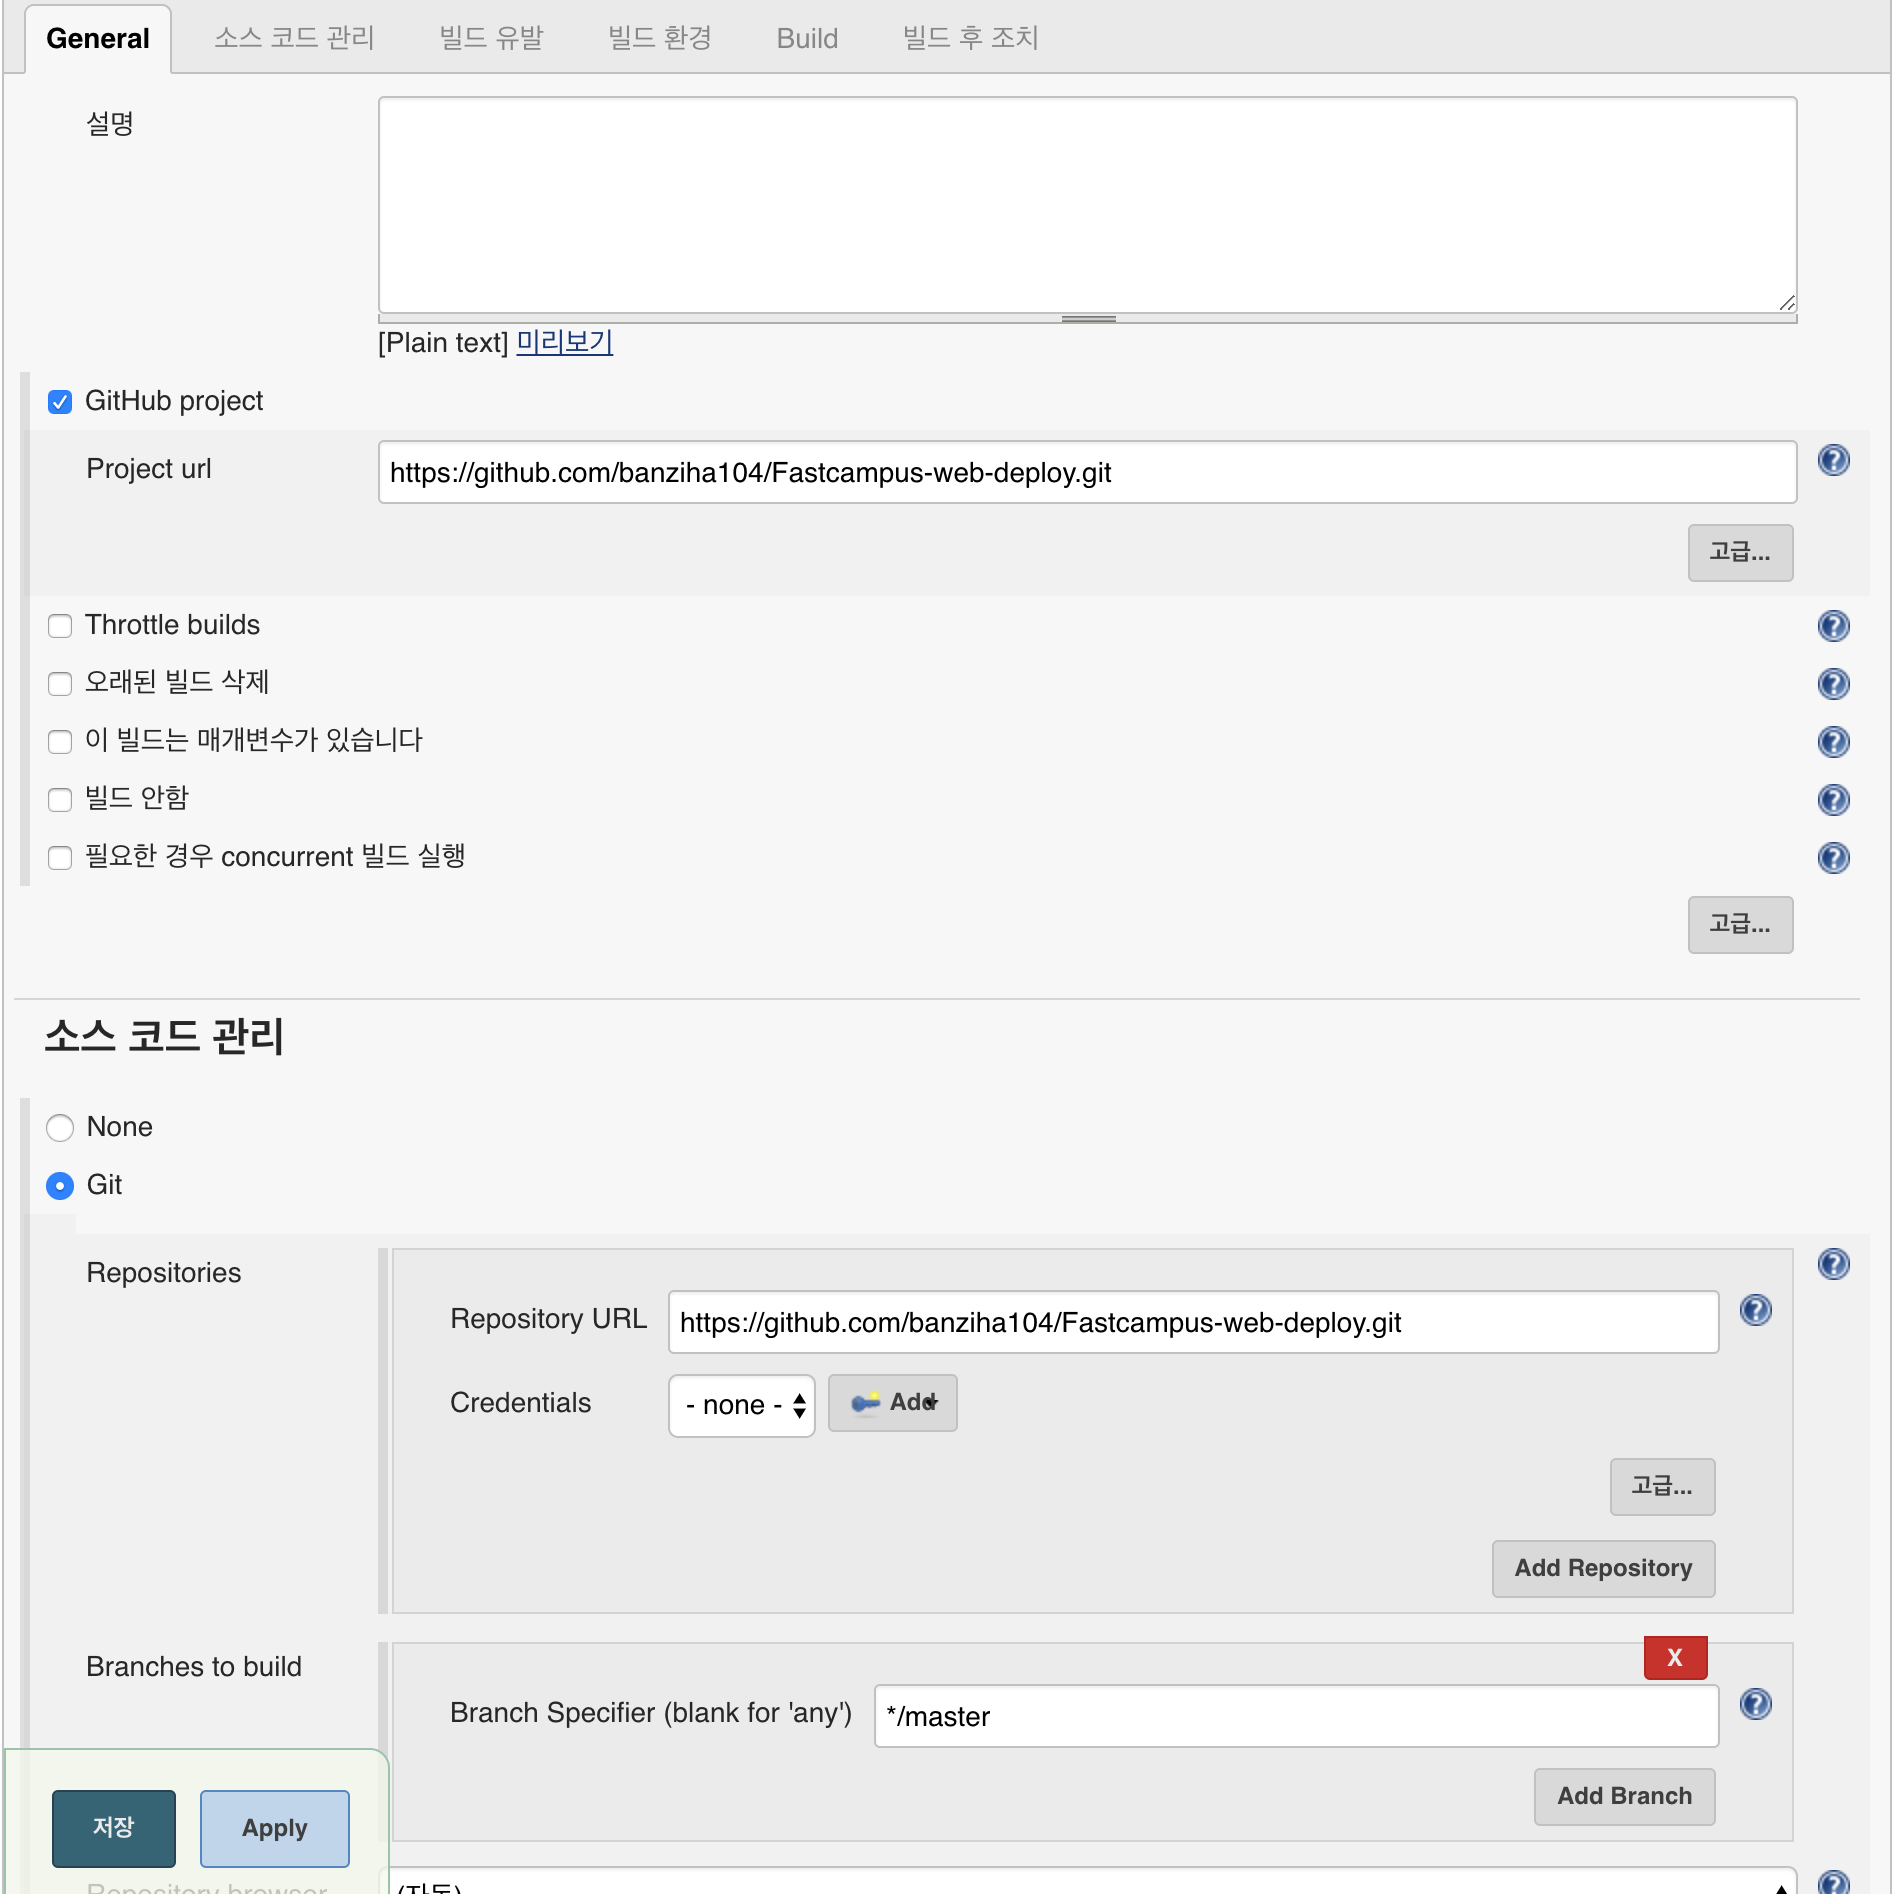 General 소스 코드 관리 빌드 유발 빌드 환경 Build 빌드 후 조치
설명
[Plain text] 미리보기
GitHub project
Project url https://github.com/banziha104/Fastcampus-web-deploy.git
고급...
Throttle builds
오래된 빌드 삭제
이 빌드는 매개변수가 있습니다
빌드 안함
필요한 경우 concurrent 빌드 실행
고급...
소스 코드 관리
None
Git
Repositories
Repository URL https://github.com/banziha104/Fastcampus-web-deploy.git
Credentials - none - Add
고급...
Add Repository
Branches to build
X
Branch Specifier (blank for 'any') */master
Add Branch
저장 Apply
Repository browser (자동)